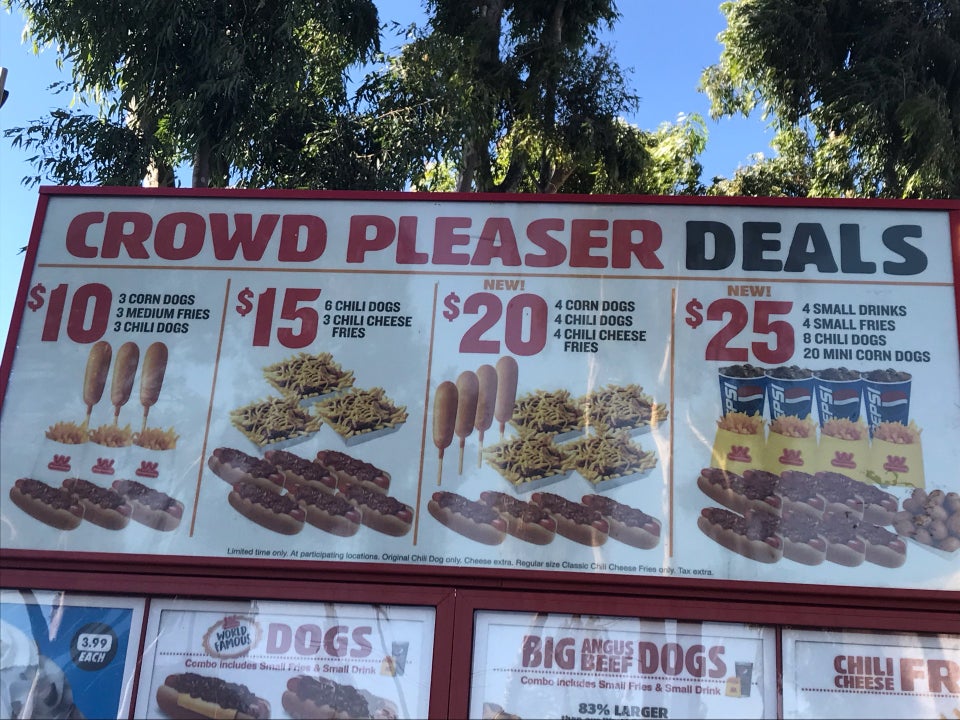 CROWD PLEASER DEALS
$10
3 CORN DOGS
3 MEDIUM FRIES
3 CHILI DOGS
$15
6 CHILI DOGS
3 CHILI CHEESE
FRIES
NEW!
$20
4 CORN DOGS
4 CHILI DOGS
4 CHILI CHEESE
FRIES
NEW!
$25
4 SMALL DRINKS
4 SMALL FRIES
8 CHILI DOGS
20 MINI CORN DOGS
PEPSI PEPSI PEPSI PEPSI
Limited time only. At participating locations. Original Chili Dog only. Cheese extra. Regular size Classic Chili Cheese Fries only. Tax extra.
3.99
EACH
WORLD
FAMOUS
DOGS
Combo includes Small Fries & Small Drink
BIG ANGUS BEEF DOGS
Combo includes Small Fries & Small Drink
83% LARGER
CHILI
CHEESE
FR